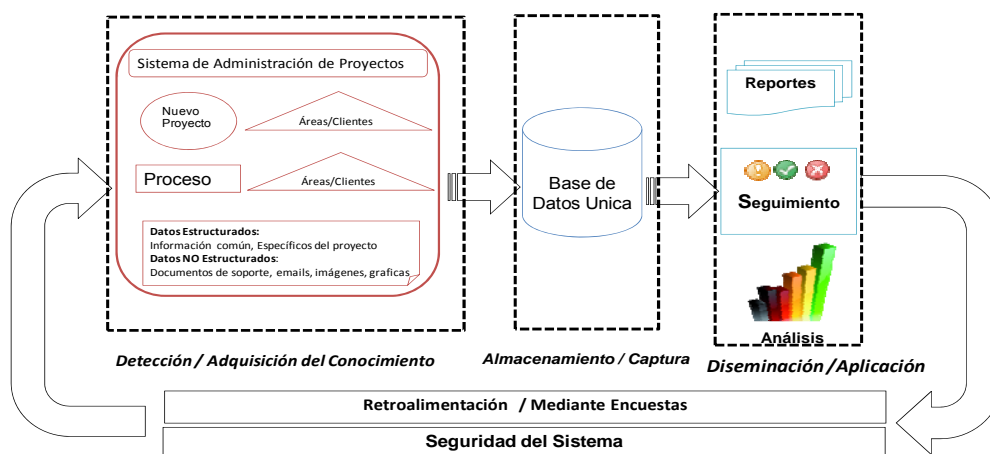 Sistema de Administración de Proyectos
Nuevo
Proyecto
Áreas/Clientes
Proceso
Áreas/Clientes
Datos Estructurados:
Información común, Específicos del proyecto
Datos NO Estructurados:
Documentos de soporte, emails, imágenes, graficas
Detección / Adquisición del Conocimiento
Base de
Datos Unica
Almacenamiento / Captura
Reportes
Seguimiento
Análisis
Diseminación /Aplicación
Retroalimentación / Mediante Encuestas
Seguridad del Sistema